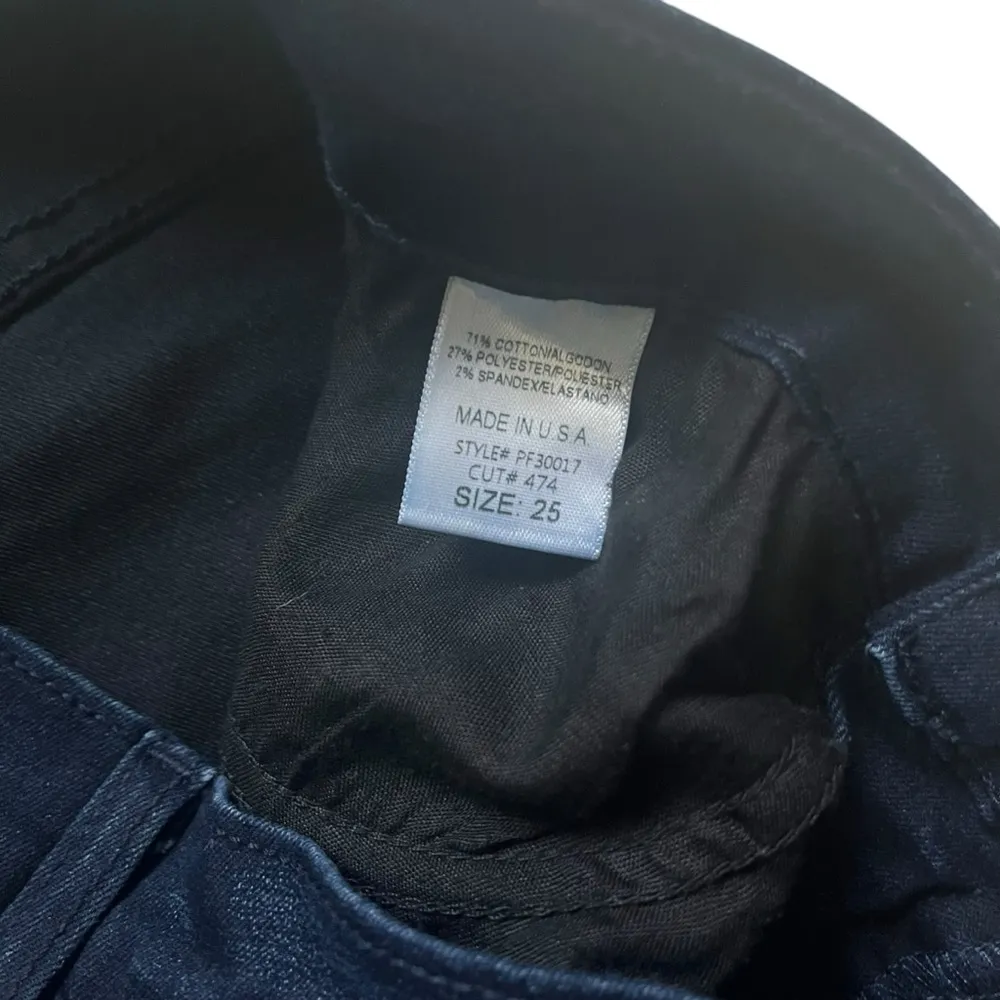 71% COTTON/ALGODON
27% POLYESTER/POLIESTER
2% SPANDEX/ELASTANO
MADE IN U.S.A.
STYLE# PF30017
CUT# 474
SIZE: 25